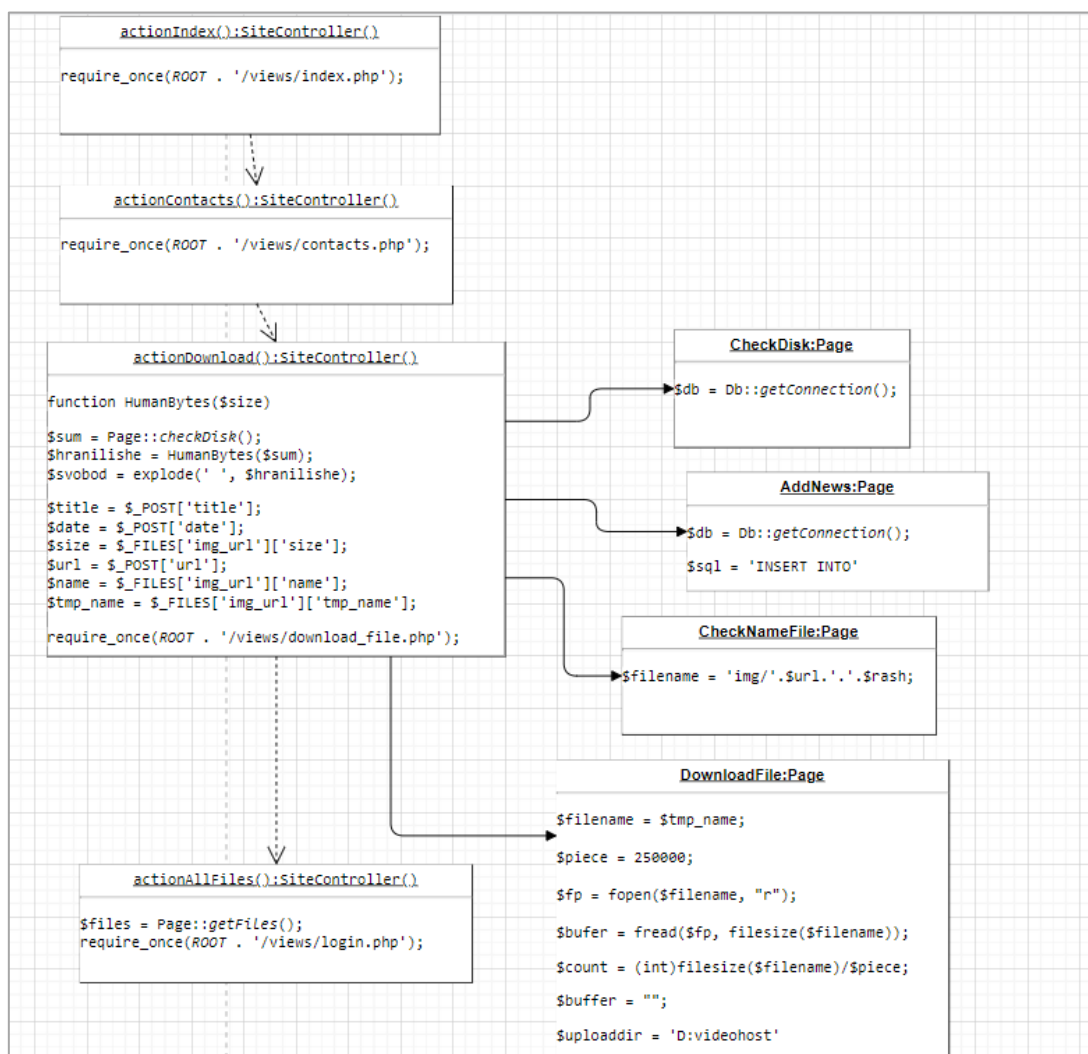 actionIndex():SiteController()
require_once(ROOT . '/views/index.php');
actionContacts():SiteController()
require_once(ROOT . '/views/contacts.php');
actionDownload():SiteController()
function HumanBytes($size)
$sum = Page::checkDisk();
$hranilishe = HumanBytes($sum);
$svobod = explode(' ', $hranilishe);
$title = $_POST['title'];
$date = $_POST['date'];
$size = $_FILES['img_url']['size'];
$url = $_POST['url'];
$name = $_FILES['img_url']['name'];
$tmp_name = $_FILES['img_url']['tmp_name'];
require_once(ROOT . '/views/download_file.php');
CheckDisk:Page
$db = Db::getConnection();
AddNews:Page
$db = Db::getConnection();
$sql = 'INSERT INTO'
CheckNameFile:Page
$filename = 'img/'.$url.'.'.$rash;
DownloadFile:Page
$filename = $tmp_name;
$piece = 250000;
$fp = fopen($filename, "r");
$bufer = fread($fp, filesize($filename));
$count = (int)filesize($filename)/$piece;
$buffer = "";
$uploaddir = 'D:videohost'
actionAllFiles():SiteController()
$files = Page::getFiles();
require_once(ROOT . '/views/login.php');